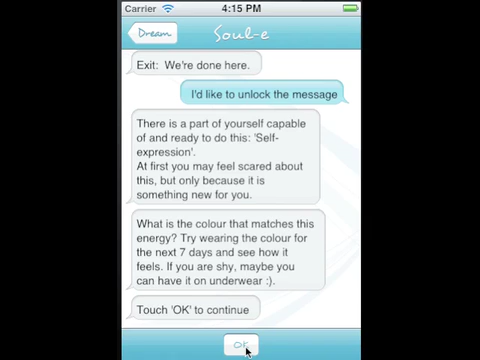 Carrier 4:15 PM
Dream Soul-e
Exit: We're done here.
I'd like to unlock the message
There is a part of yourself capable
of and ready to do this: 'Self-
expression'.
At first you may feel scared about
this, but only because it is
something new for you.
What is the colour that matches this
energy? Try wearing the colour for
the next 7 days and see how it
feels. If you are shy, maybe you
can have it on underwear :).
Touch 'OK' to continue
OK